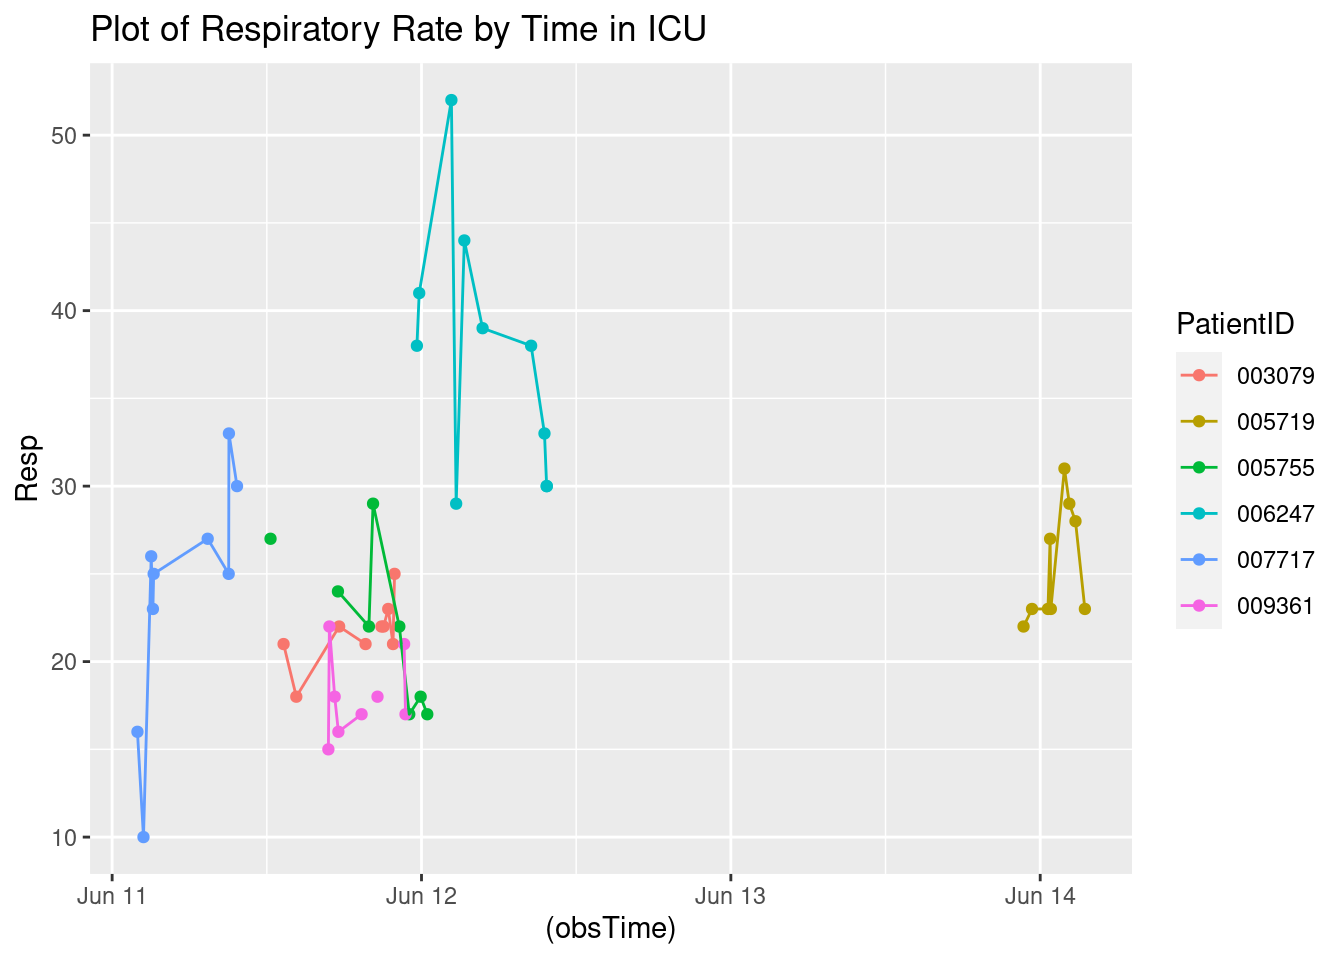 Plot of Respiratory Rate by Time in ICU
Resp
50
40
30
20
10
Jun 11
Jun 12
Jun 13
Jun 14
(obsTime)
PatientID
003079
005719
005755
006247
007717
009361